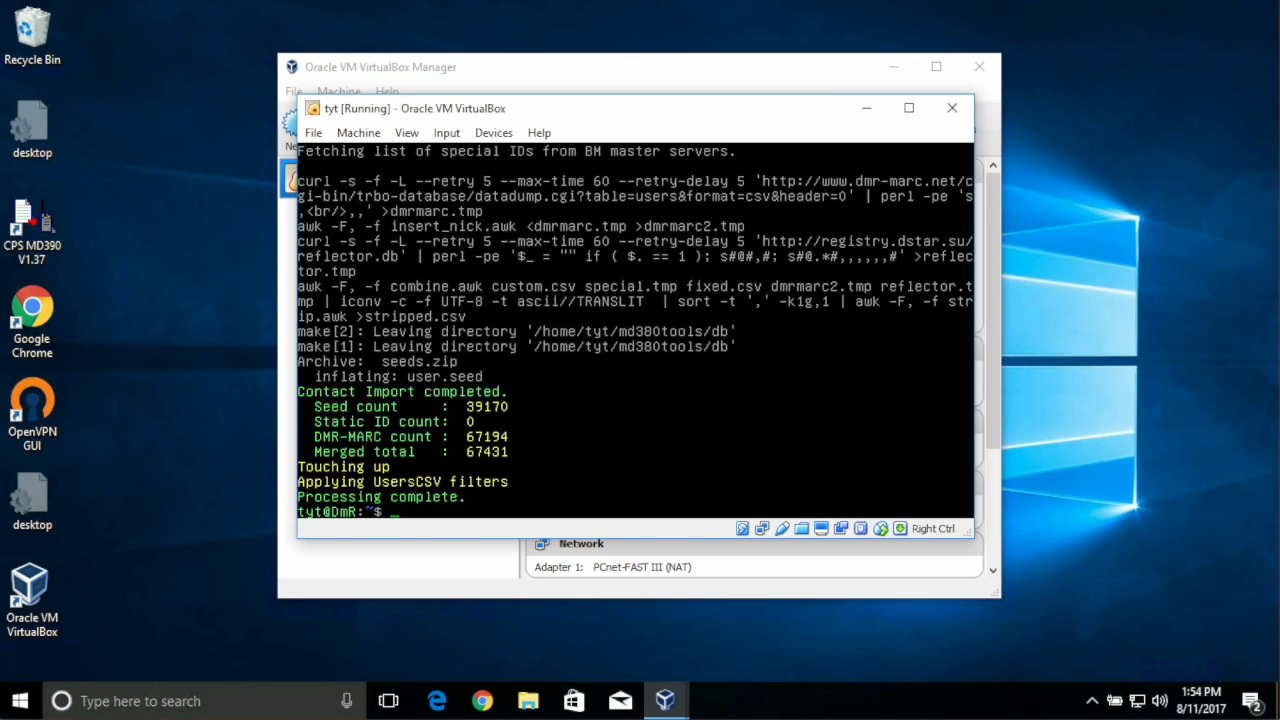 Recycle Bin
desktop
CPS MD390
V1.37
Google
Chrome
OpenVPN
GUI
desktop
Oracle VM
VirtualBox
Oracle VM VirtualBox Manager
File Machine Help
tyt [Running] - Oracle VM VirtualBox
File Machine View Input Devices Help
Fetching list of special IDs from BM master servers.
curl -s -f -L --retry 5 --max-time 60 --retry-delay 5 'http://www.dmr-marc.net/c
gi-bin/trbo-database/datadump.cgi?table=users&format=csv&header=0' | perl -pe 's
,<br/>,,' >dmrmarc.tmp
awk -F, -f insert_nick.awk <dmrmarc.tmp >dmrmarc2.tmp
curl -s -f -L --retry 5 --max-time 60 --retry-delay 5 'http://registry.dstar.su/
reflector.db' | perl -pe '$_ = "" if ( $. == 1 ); s#@#,#; s#@.*#,,,,,,#' >reflec
tor.tmp
awk -F, -f combine.awk custom.csv special.tmp fixed.csv dmrmarc2.tmp reflector.t
mp | iconv -c -f UTF-8 -t ascii//TRANSLIT  | sort -t ',' -k1g,1 | awk -F, -f str
ip.awk >stripped.csv
make[2]: Leaving directory '/home/tyt/md380tools/db'
make[1]: Leaving directory '/home/tyt/md380tools/db'
Archive:  seeds.zip
  inflating: user.seed
Contact Import completed.
  Seed count     :  39170
  Static ID count:  0
  DMR-MARC count :  67194
  Merged total   :  67431
Touching up
Applying UsersCSV filters
Processing complete.
tyt@DmR:~$ _
Right Ctrl
Network
Adapter 1: PCnet-FAST III (NAT)
Type here to search
1:54 PM
8/11/2017
2